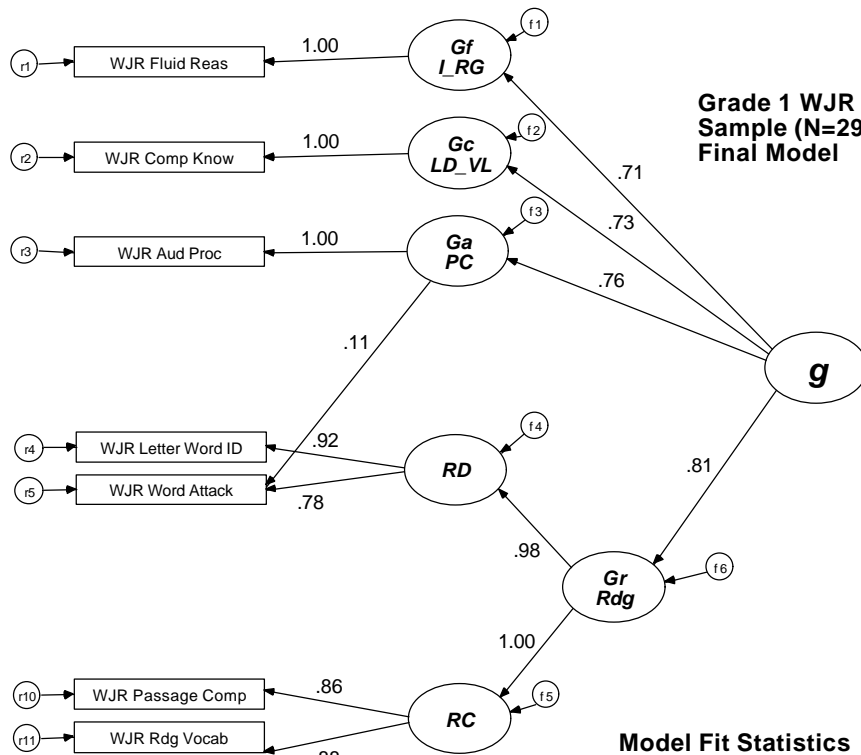 f1
Gf
I_RG
1.00
r1
WJR Fluid Reas
Grade 1 WJR
Sample (N=29
Final Model
f2
Gc
LD_VL
1.00
r2
WJR Comp Know
.71
.73
f3
Ga
PC
1.00
r3
WJR Aud Proc
.76
.11
g
f4
r4
WJR Letter Word ID
.92
RD
r5
WJR Word Attack
.78
.81
.98
f6
Gr
Rdg
1.00
r10
WJR Passage Comp
.86
f5
RC
r11
WJR Rdg Vocab
Model Fit Statistics